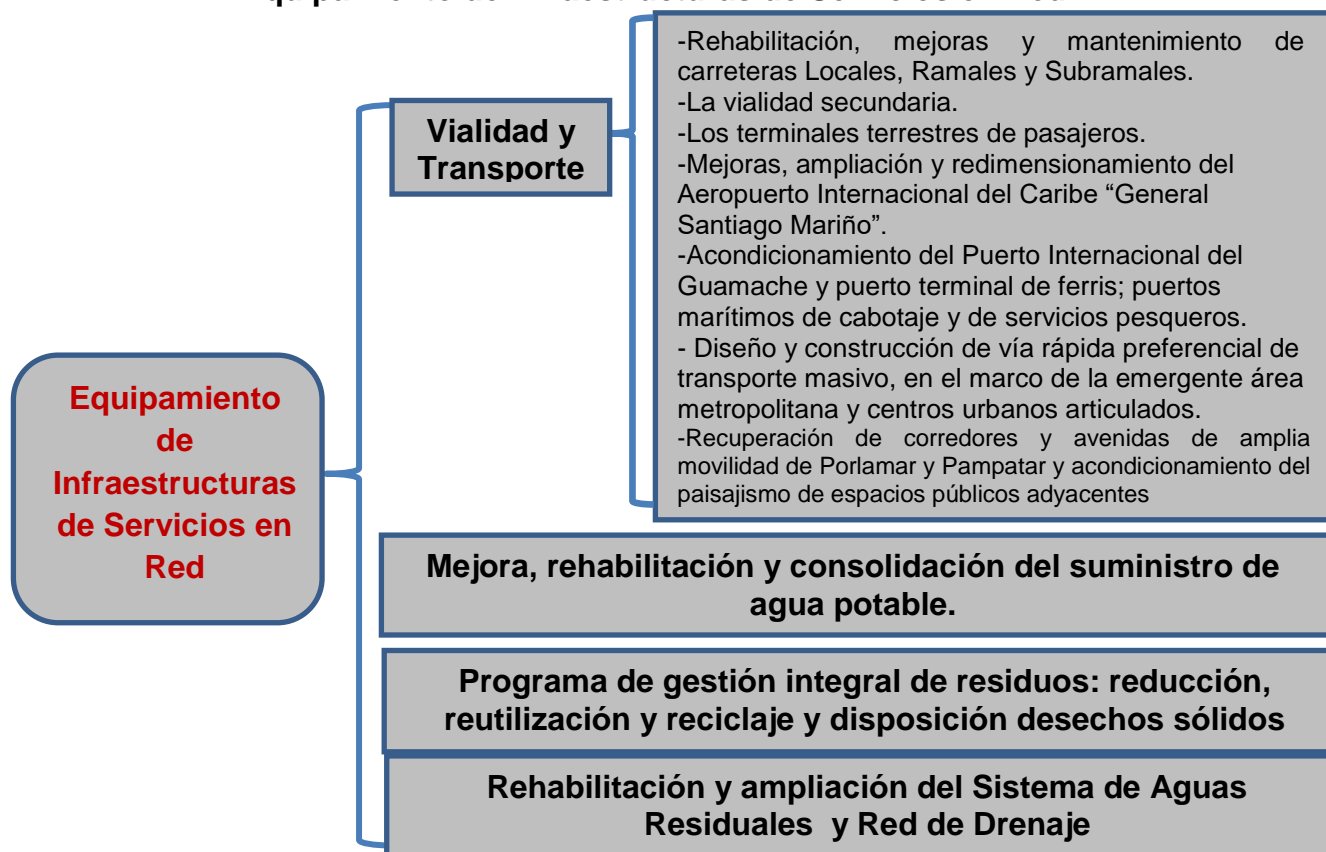 Equipamiento
de
Infraestructuras
de Servicios en
Red
Vialidad y
Transporte
-Rehabilitación, mejoras y mantenimiento de
carreteras Locales, Ramales y Subramales.
-La vialidad secundaria.
-Los terminales terrestres de pasajeros.
-Mejoras, ampliación y redimensionamiento del
Aeropuerto Internacional del Caribe “General
Santiago Mariño”.
-Acondicionamiento del Puerto Internacional del
Guamache y puerto terminal de ferris; puertos
marítimos de cabotaje y de servicios pesqueros.
- Diseño y construcción de vía rápida preferencial de
transporte masivo, en el marco de la emergente área
metropolitana y centros urbanos articulados.
-Recuperación de corredores y avenidas de amplia
movilidad de Porlamar y Pampatar y acondicionamiento del
paisajismo de espacios públicos adyacentes
Mejora, rehabilitación y consolidación del suministro de
agua potable.
Programa de gestión integral de residuos: reducción,
reutilización y reciclaje y disposición desechos sólidos
Rehabilitación y ampliación del Sistema de Aguas
Residuales y Red de Drenaje